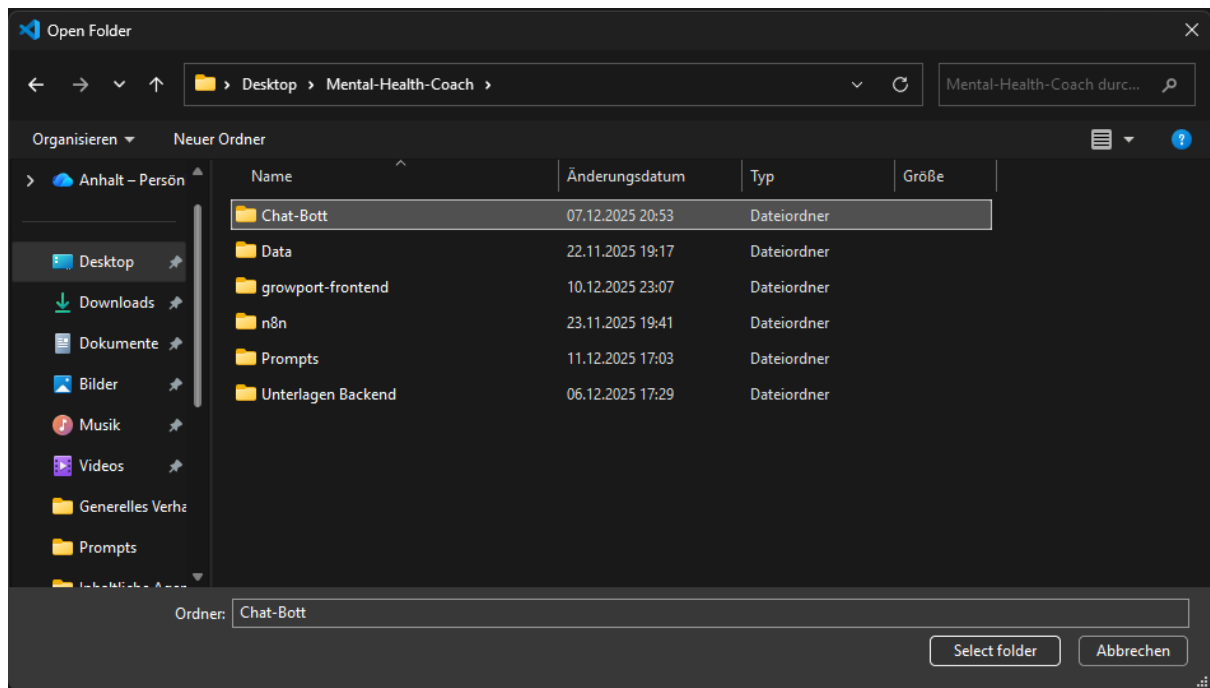 Open Folder
Desktop > Mental-Health-Coach >
Mental-Health-Coach durc...
Organisieren
Neuer Ordner
Anhalt – Persön
Desktop
Downloads
Dokumente
Bilder
Musik
Videos
Generelles Verha
Prompts
Name Änderungsdatum Typ Größe
Chat-Bott 07.12.2025 20:53 Dateiordner
Data 22.11.2025 19:17 Dateiordner
growport-frontend 10.12.2025 23:07 Dateiordner
n8n 23.11.2025 19:41 Dateiordner
Prompts 11.12.2025 17:03 Dateiordner
Unterlagen Backend 06.12.2025 17:29 Dateiordner
Ordner: Chat-Bott
Select folder
Abbrechen